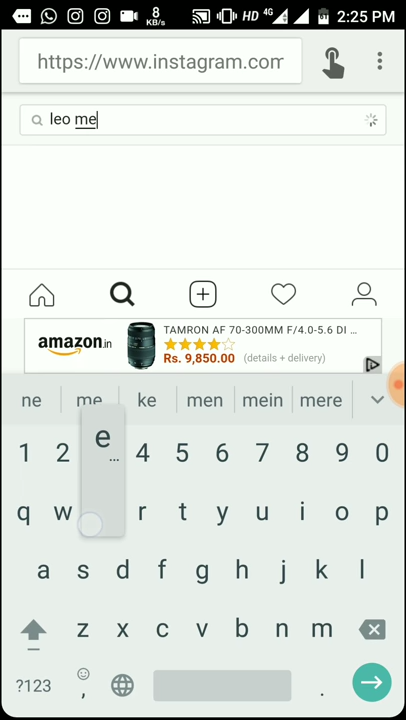 8 KB/s HD 4G 2:25 PM
https://www.instagram.com
leo me
amazon.in
TAMRON AF 70-300MM F/4.0-5.6 DI ...
Rs. 9,850.00 (details + delivery)
ne me ke men mein mere
e
...
1 2 4 5 6 7 8 9 0
q w r t y u i o p
a s d f g h j k l
z x c v b n m
?123 , .